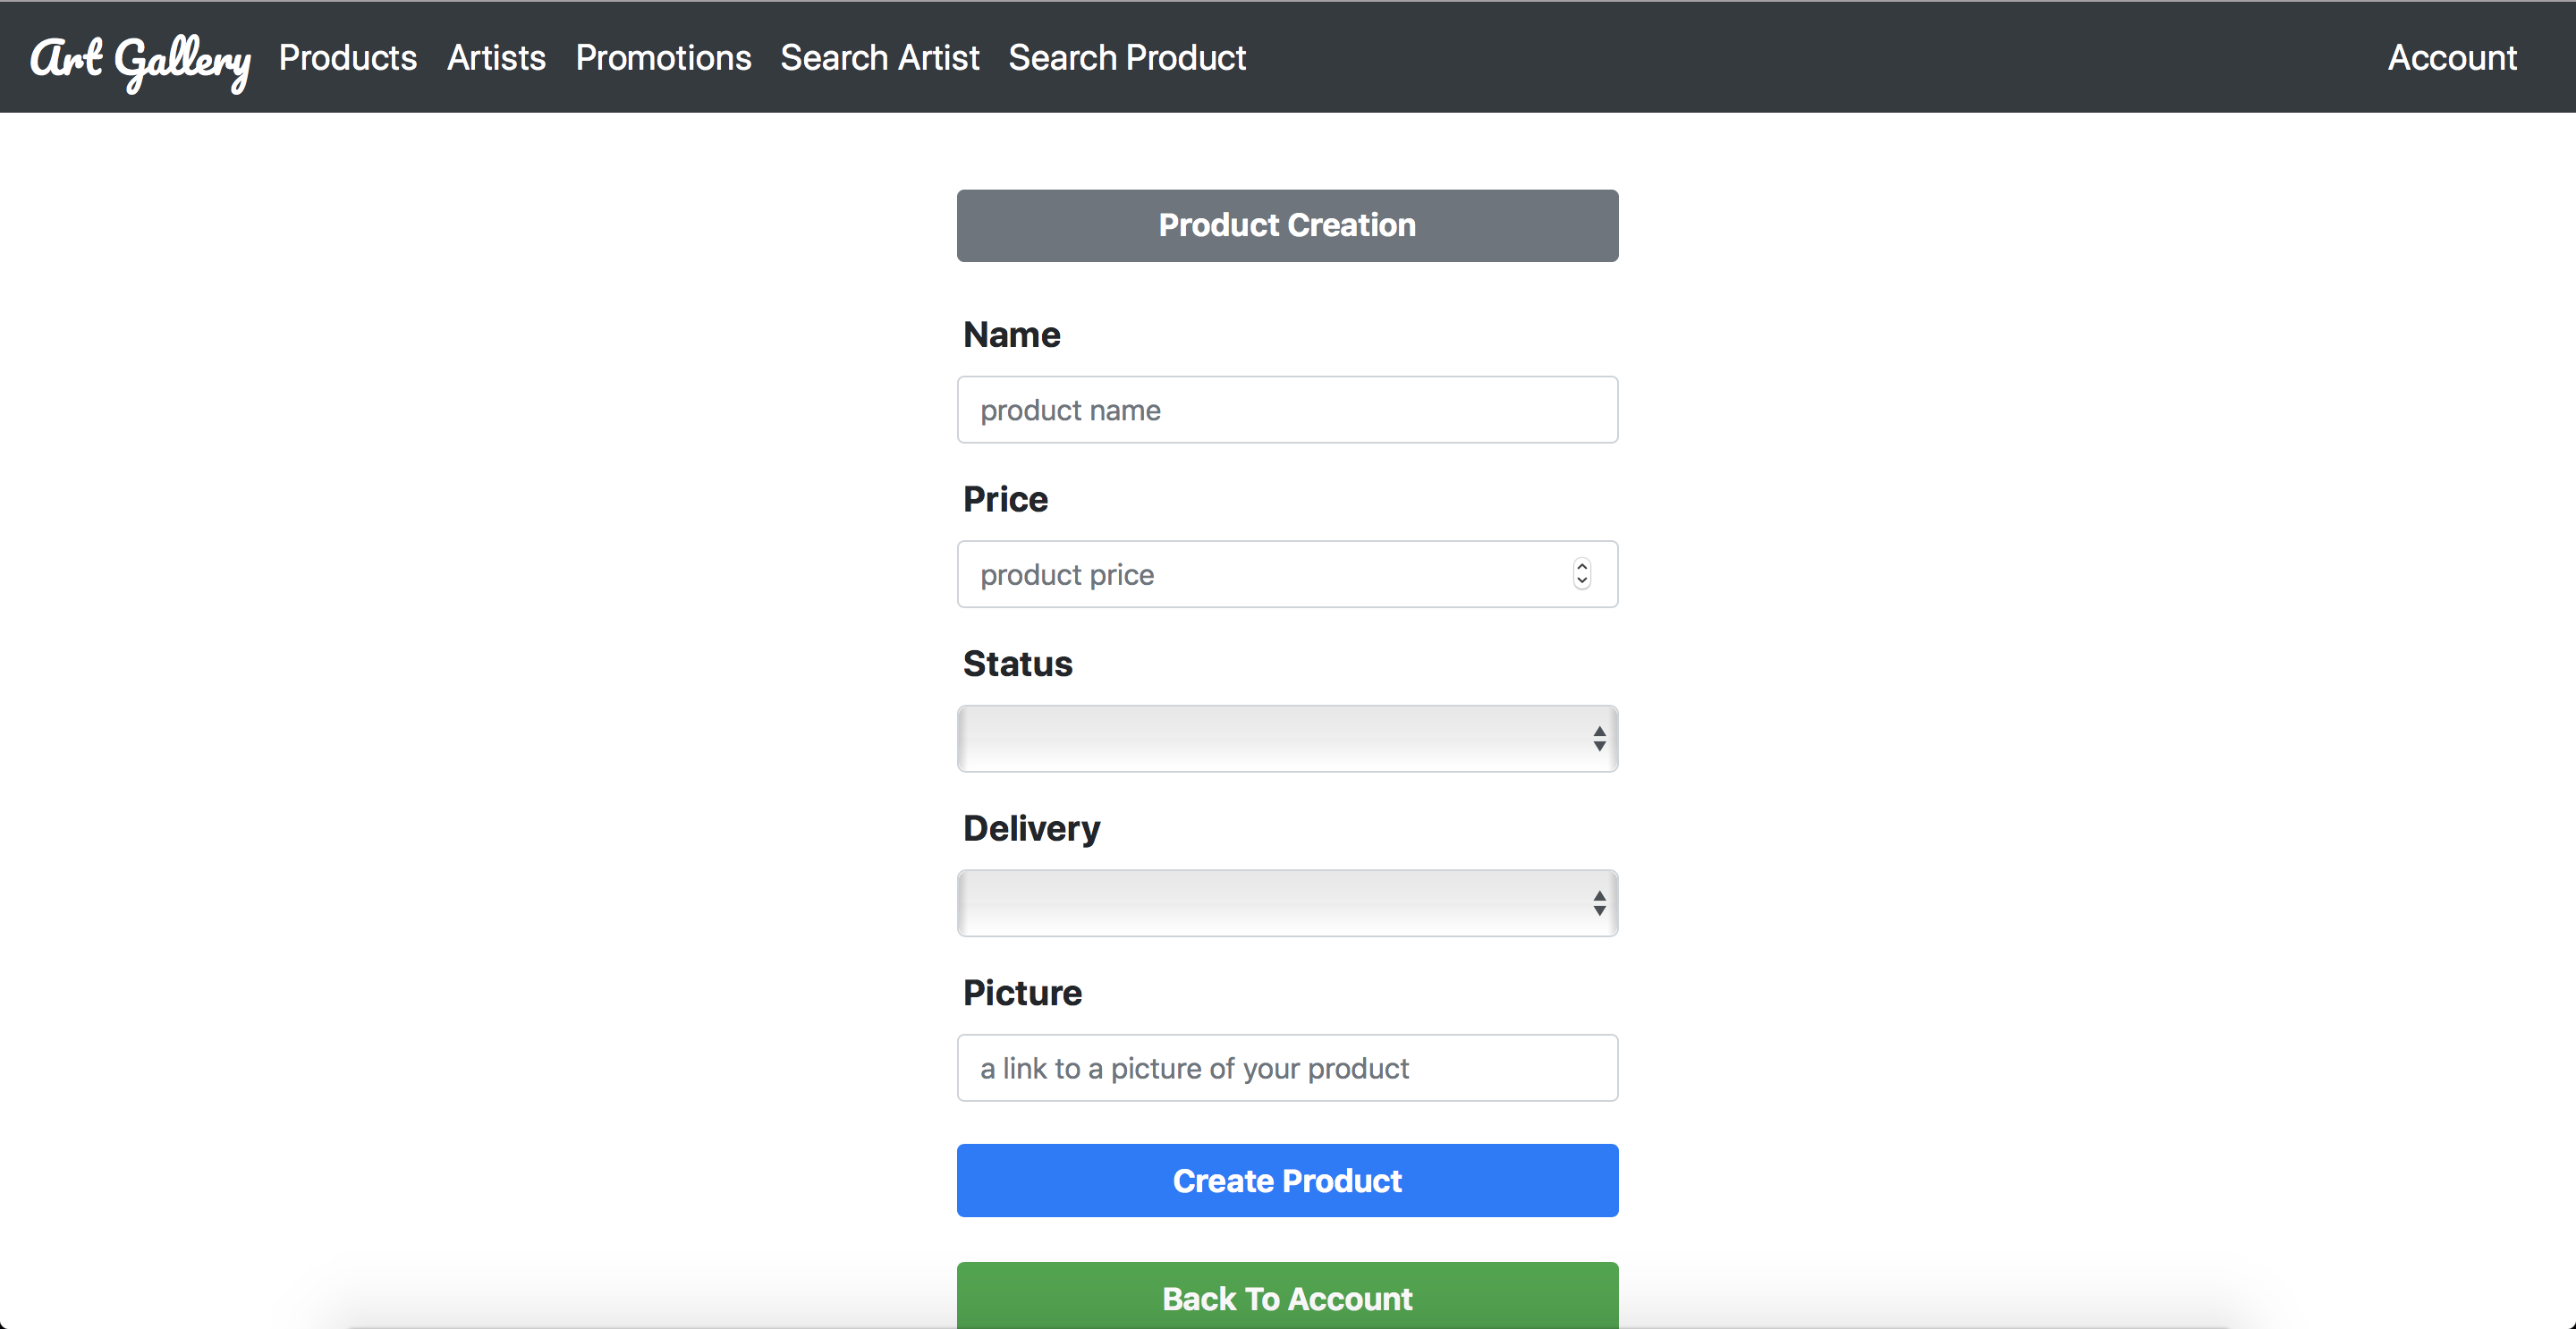 Art Gallery Products Artists Promotions Search Artist Search Product Account
Product Creation
Name
product name
Price
product price
Status
Delivery
Picture
a link to a picture of your product
Create Product
Back To Account